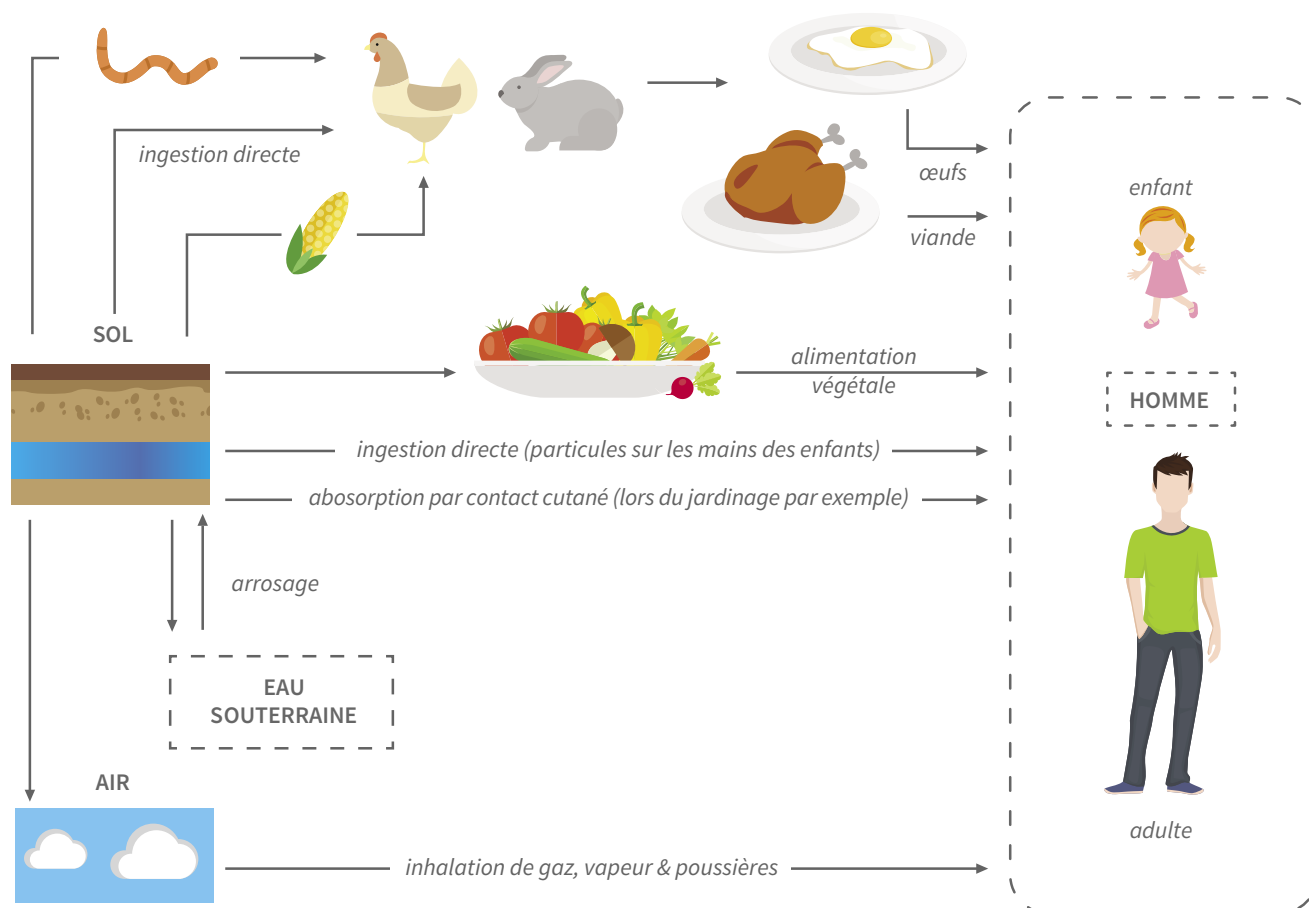 ingestion directe
œufs
enfant
viande
SOL
alimentation
végétale
HOMME
ingestion directe (particules sur les mains des enfants)
abosorption par contact cutané (lors du jardinage par exemple)
arrosage
EAU
SOUTERRAINE
AIR
adulte
inhalation de gaz, vapeur & poussières